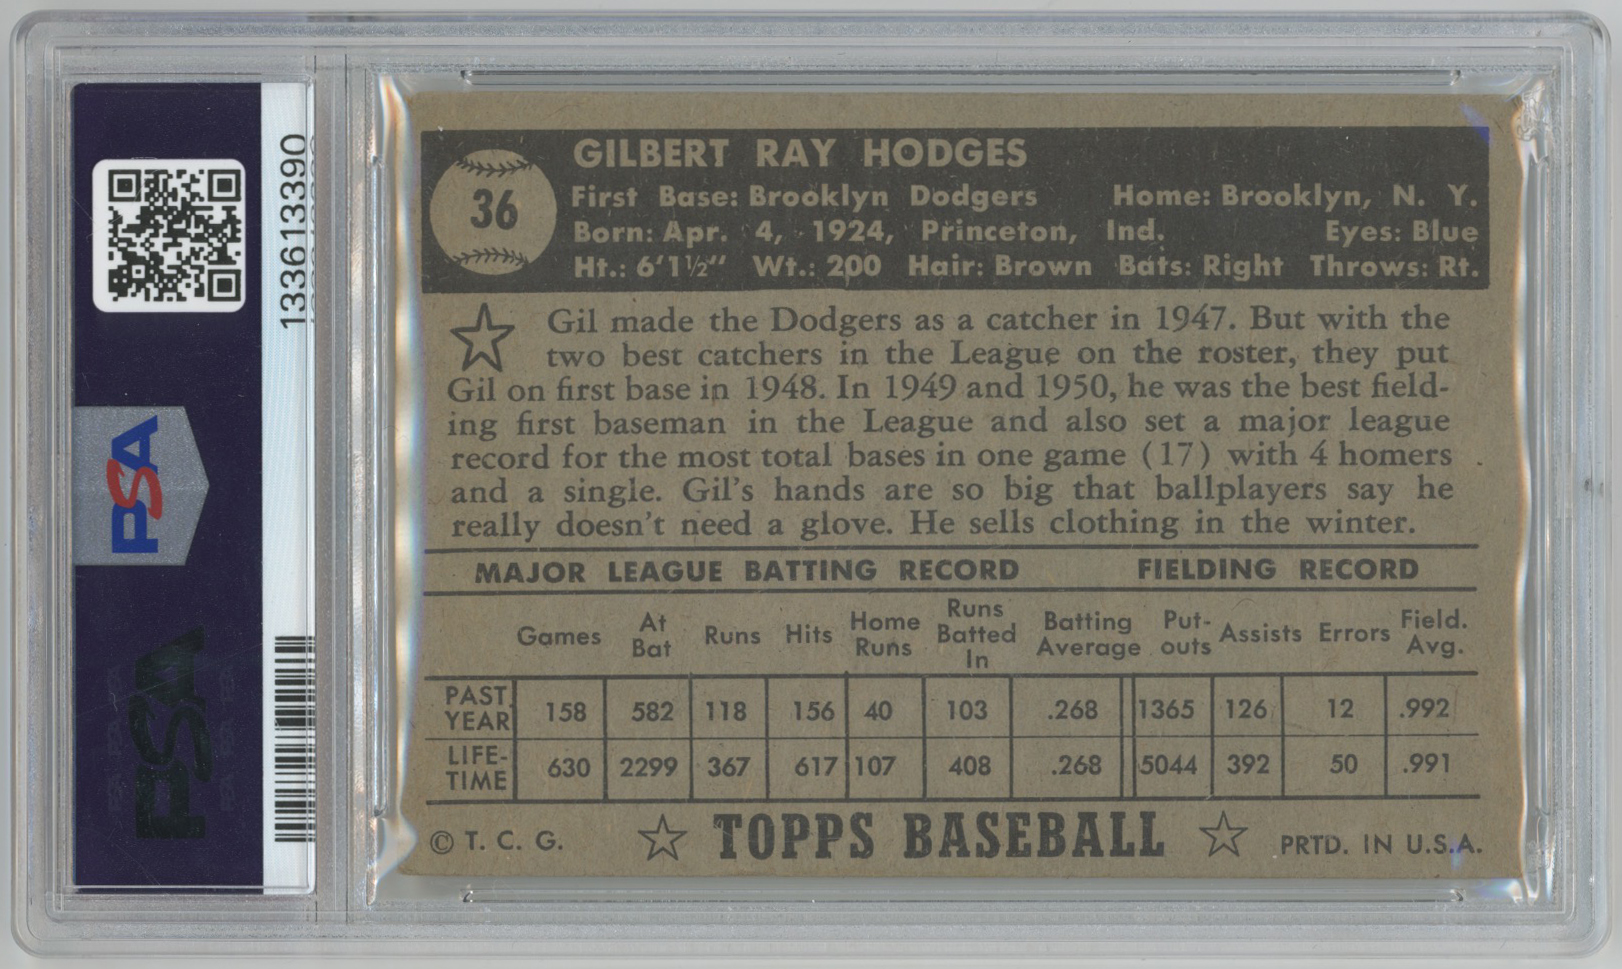 133613390
PSA
PSA
36
GILBERT RAY HODGES
First Base: Brooklyn Dodgers Home: Brooklyn, N. Y.
Born: Apr. 4, 1924, Princeton, Ind. Eyes: Blue
Ht.: 6'1½" Wt.: 200 Hair: Brown Bats: Right Throws: Rt.
Gil made the Dodgers as a catcher in 1947. But with the
two best catchers in the League on the roster, they put
Gil on first base in 1948. In 1949 and 1950, he was the best field-
ing first baseman in the League and also set a major league
record for the most total bases in one game (17) with 4 homers
and a single. Gil's hands are so big that ballplayers say he
really doesn't need a glove. He sells clothing in the winter.
MAJOR LEAGUE BATTING RECORD FIELDING RECORD
Games At Bat Runs Hits Home Runs Runs Batted In Batting Average Put-outs Assists Errors Field. Avg.
PAST YEAR 158 582 118 156 40 103 .268 1365 126 12 .992
LIFE-TIME 630 2299 367 617 107 408 .268 5044 392 50 .991
© T. C. G. TOPPS BASEBALL PRTD. IN U.S.A.